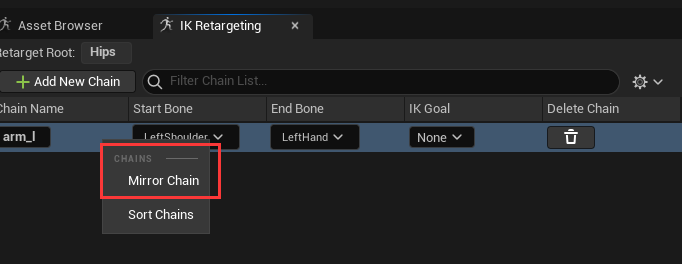 Asset Browser
IK Retargeting
Retarget Root: Hips
Add New Chain
Filter Chain List...
Chain Name Start Bone End Bone IK Goal Delete Chain
arm_l LeftShoulder LeftHand None
CHAINS
Mirror Chain
Sort Chains